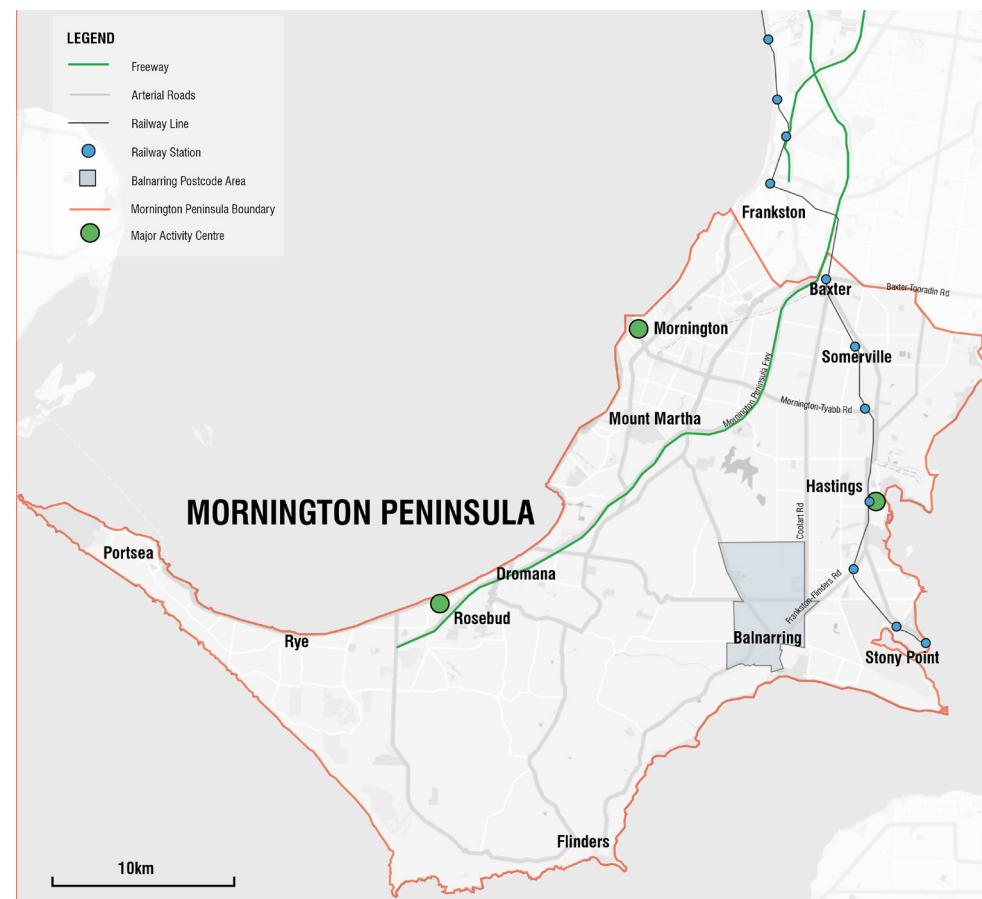 LEGEND
Freeway
Arterial Roads
Railway Line
Railway Station
Balnarring Postcode Area
Mornington Peninsula Boundary
Major Activity Centre
Frankston
Baxter
Baxter-Tooradin Rd
Mornington
Somerville
Mornington Peninsula Fwy
Mornington-Tyabb Rd
Mount Martha
Hastings
MORNINGTON PENINSULA
Coolart Rd
Portsea
Dromana
Frankston-Flinders Rd
Rosebud
Rye
Balnarring
Stony Point
Flinders
10km